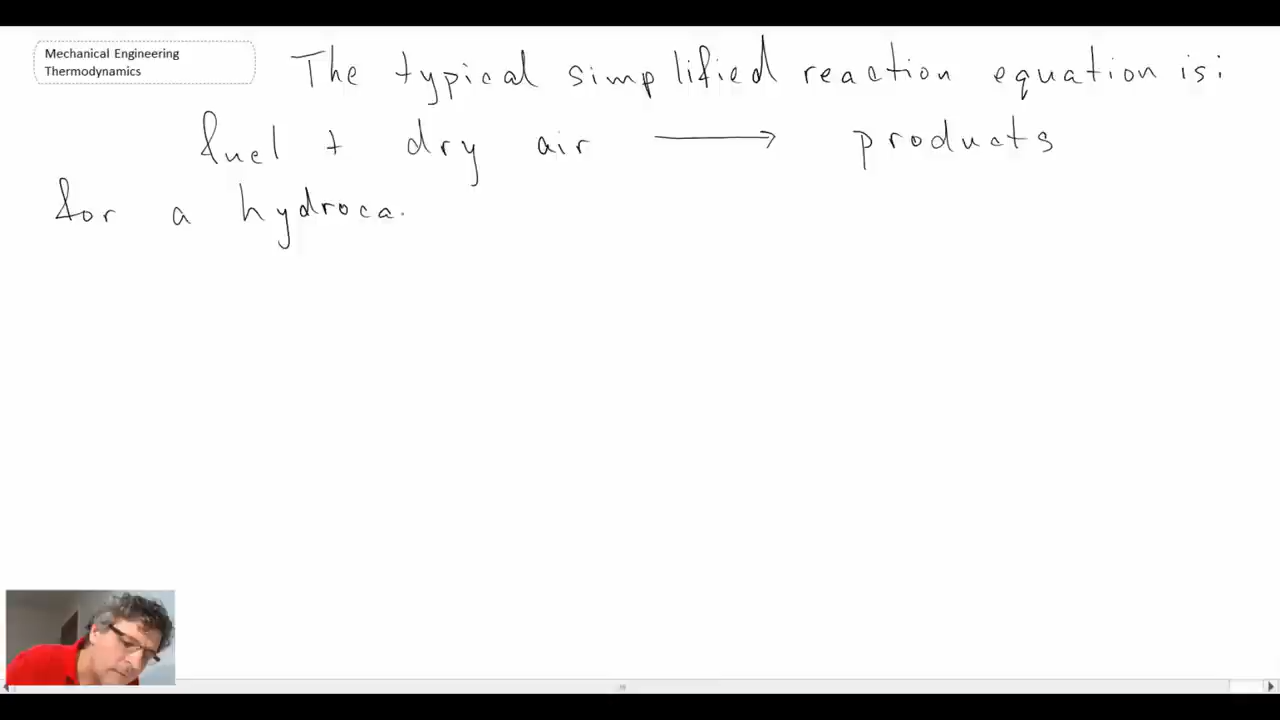 Mechanical Engineering
Thermodynamics
The typical simplified reaction equation is:
fuel + dry air ⟶ products
for a hydroca